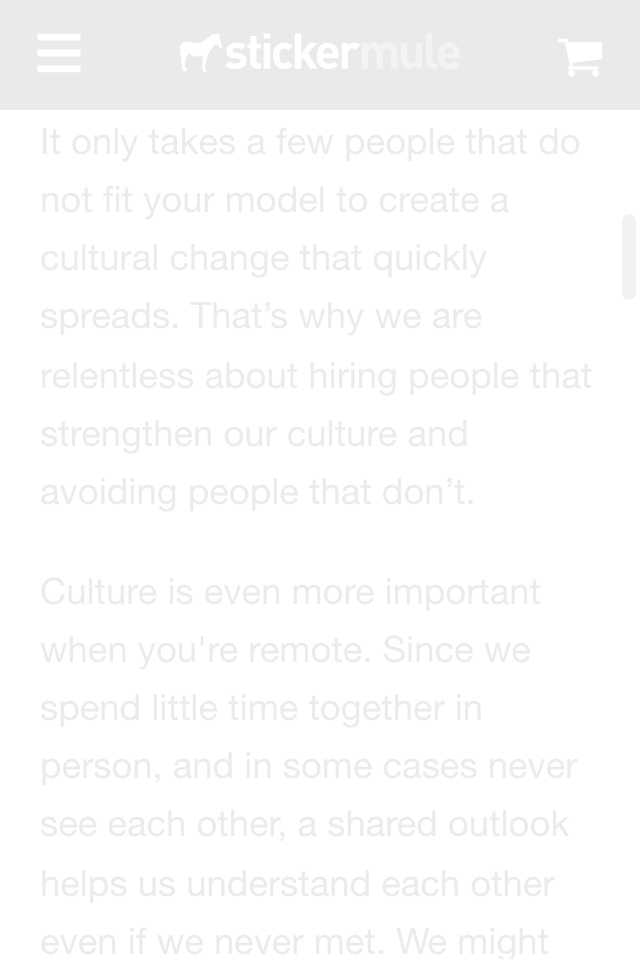 stickermule
It only takes a few people that do
not fit your model to create a
cultural change that quickly
spreads. That’s why we are
relentless about hiring people that
strengthen our culture and
avoiding people that don’t.
Culture is even more important
when you're remote. Since we
spend little time together in
person, and in some cases never
see each other, a shared outlook
helps us understand each other
even if we never met. We might